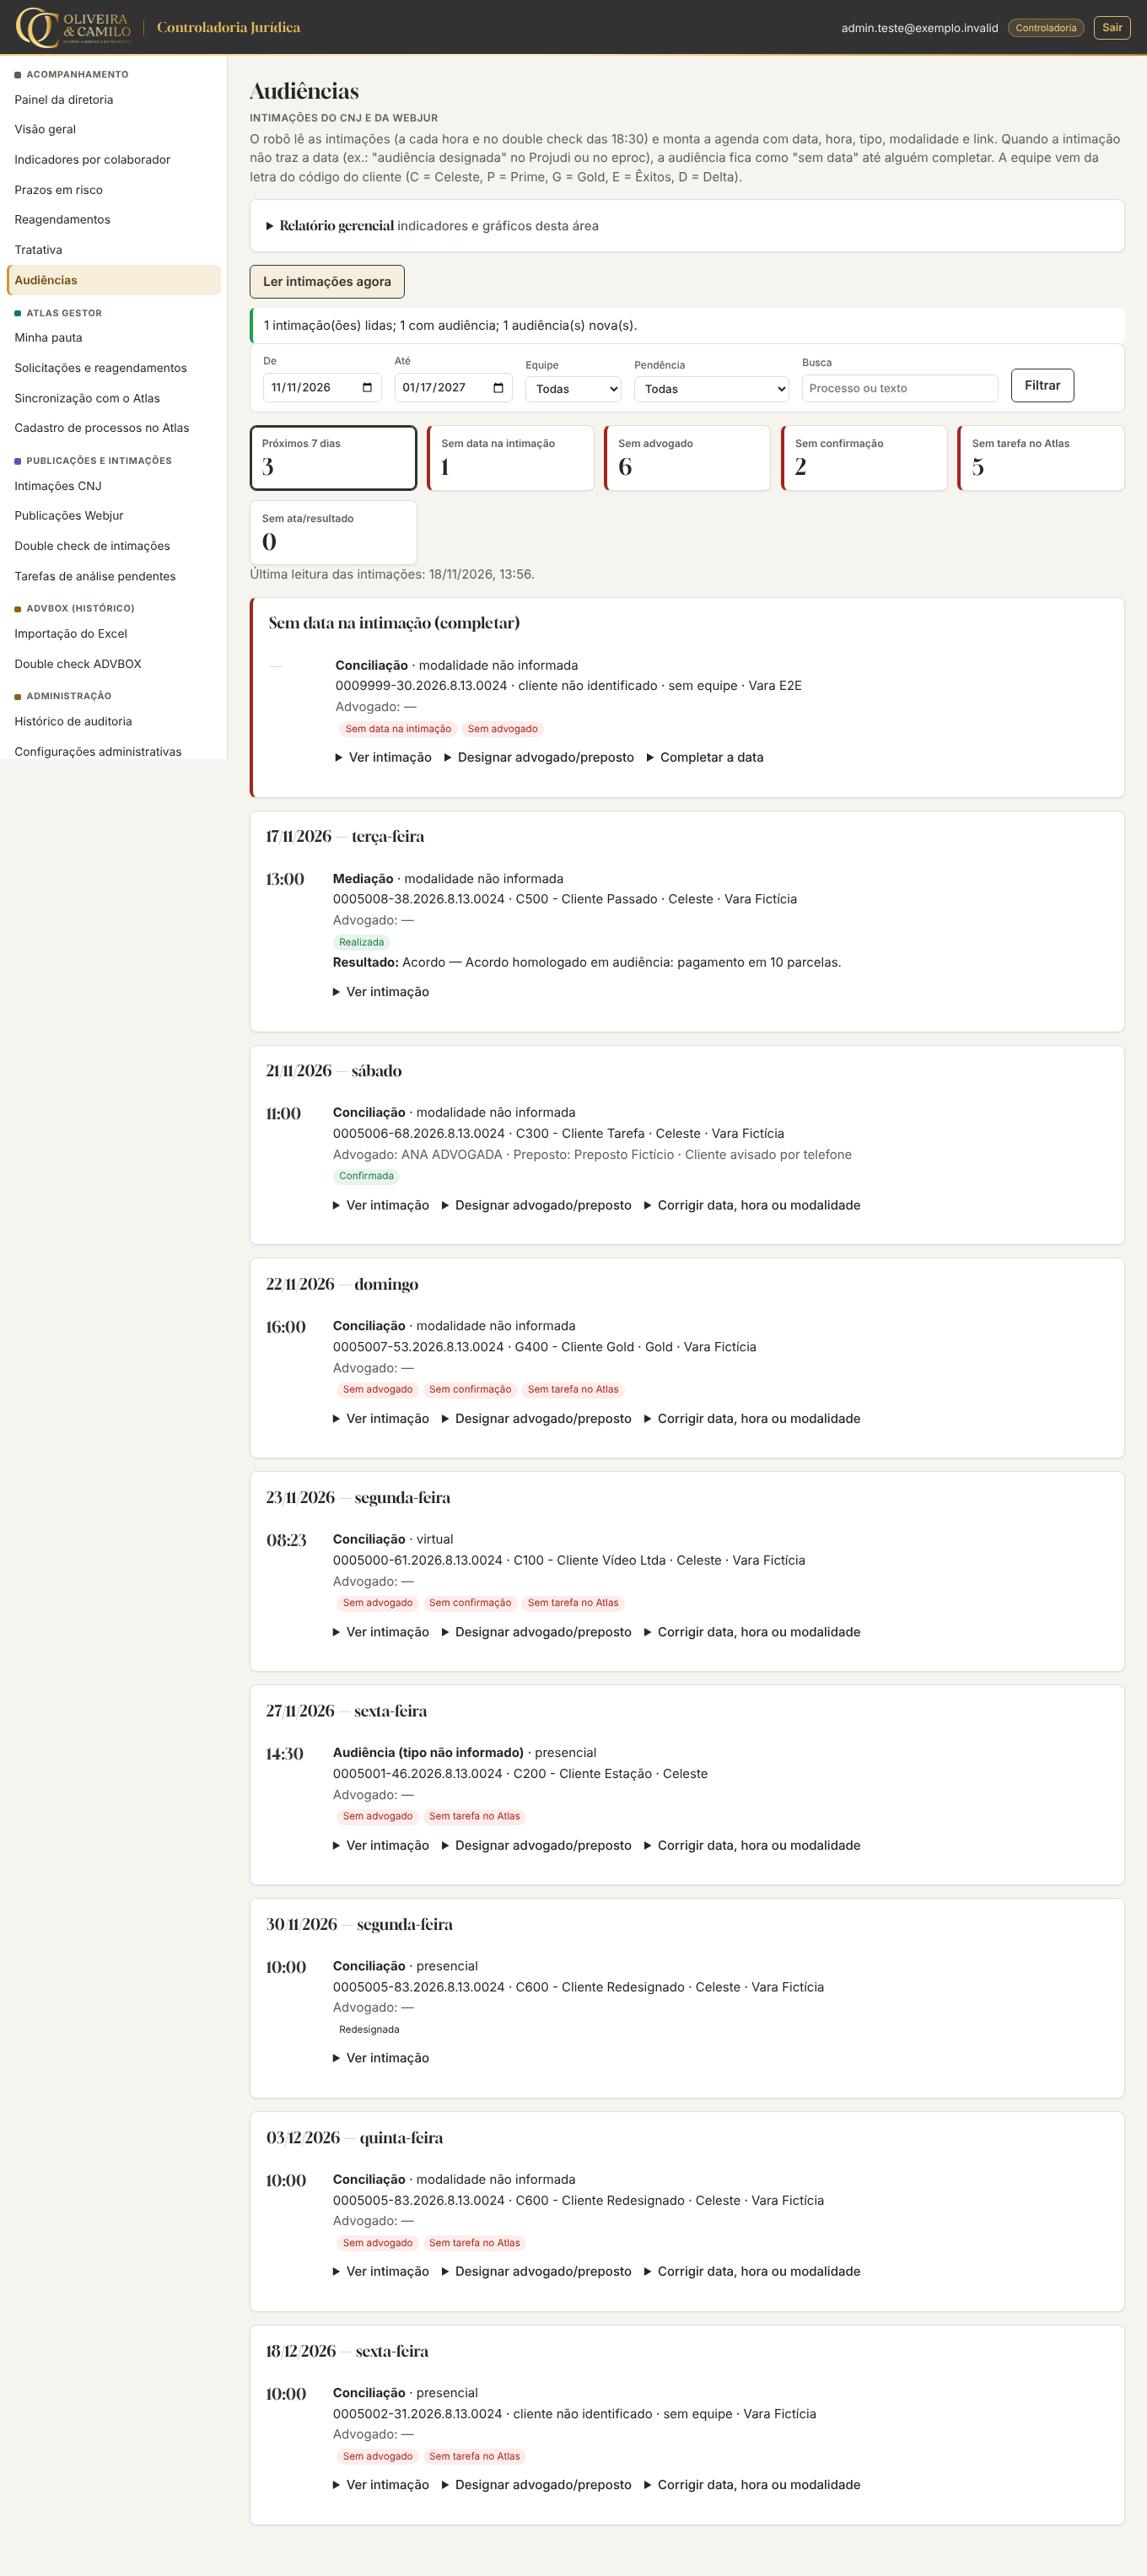 OLIVEIRA
& CAMILO
Controladoria Jurídica
admin.teste@exemplo.invalid
Controladoria
Sair
ACOMPANHAMENTO
Painel da diretoria
Visão geral
Indicadores por colaborador
Prazos em risco
Reagendamentos
Tratativa
Audiências
ATLAS GESTOR
Minha pauta
Solicitações e reagendamentos
Sincronização com o Atlas
Cadastro de processos no Atlas
PUBLICAÇÕES E INTIMAÇÕES
Intimações CNJ
Publicações Webjur
Double check de intimações
Tarefas de análise pendentes
ADVBOX (HISTÓRICO)
Importação do Excel
Double check ADVBOX
ADMINISTRAÇÃO
Histórico de auditoria
Configurações administrativas
Audiências
INTIMAÇÕES DO CNJ E DA WEBJUR
O robô lê as intimações (a cada hora e no double check das 18:30) e monta a agenda com data, hora, tipo, modalidade e link. Quando a intimação
não traz a data (ex.: "audiência designada" no Projudi ou no eproc), a audiência fica como "sem data" até alguém completar. A equipe vem da
letra do código do cliente (C = Celeste, P = Prime, G = Gold, E = Êxitos, D = Delta).
▶ Relatório gerencial indicadores e gráficos desta área
Ler intimações agora
1 intimação(ões) lidas; 1 com audiência; 1 audiência(s) nova(s).
De
11/11/2026
Até
01/17/2027
Equipe
Todas
Pendência
Todas
Busca
Processo ou texto
Filtrar
Próximos 7 dias
3
Sem data na intimação
1
Sem advogado
6
Sem confirmação
2
Sem tarefa no Atlas
5
Sem ata/resultado
0
Última leitura das intimações: 18/11/2026, 13:56.
Sem data na intimação (completar)
—
Conciliação · modalidade não informada
0009999-30.2026.8.13.0024 · cliente não identificado · sem equipe · Vara E2E
Advogado: —
Sem data na intimação Sem advogado
▶ Ver intimação ▶ Designar advogado/preposto ▶ Completar a data
17/11/2026 — terça-feira
13:00
Mediação · modalidade não informada
0005008-38.2026.8.13.0024 · C500 - Cliente Passado · Celeste · Vara Fictícia
Advogado: —
Realizada
Resultado: Acordo — Acordo homologado em audiência: pagamento em 10 parcelas.
▶ Ver intimação
21/11/2026 — sábado
11:00
Conciliação · modalidade não informada
0005006-68.2026.8.13.0024 · C300 - Cliente Tarefa · Celeste · Vara Fictícia
Advogado: ANA ADVOGADA · Preposto: Preposto Fictício · Cliente avisado por telefone
Confirmada
▶ Ver intimação ▶ Designar advogado/preposto ▶ Corrigir data, hora ou modalidade
22/11/2026 — domingo
16:00
Conciliação · modalidade não informada
0005007-53.2026.8.13.0024 · G400 - Cliente Gold · Gold · Vara Fictícia
Advogado: —
Sem advogado Sem confirmação Sem tarefa no Atlas
▶ Ver intimação ▶ Designar advogado/preposto ▶ Corrigir data, hora ou modalidade
23/11/2026 — segunda-feira
08:23
Conciliação · virtual
0005000-61.2026.8.13.0024 · C100 - Cliente Vídeo Ltda · Celeste · Vara Fictícia
Advogado: —
Sem advogado Sem confirmação Sem tarefa no Atlas
▶ Ver intimação ▶ Designar advogado/preposto ▶ Corrigir data, hora ou modalidade
27/11/2026 — sexta-feira
14:30
Audiência (tipo não informado) · presencial
0005001-46.2026.8.13.0024 · C200 - Cliente Estação · Celeste
Advogado: —
Sem advogado Sem tarefa no Atlas
▶ Ver intimação ▶ Designar advogado/preposto ▶ Corrigir data, hora ou modalidade
30/11/2026 — segunda-feira
10:00
Conciliação · presencial
0005005-83.2026.8.13.0024 · C600 - Cliente Redesignado · Celeste · Vara Fictícia
Advogado: —
Redesignada
▶ Ver intimação
03/12/2026 — quinta-feira
10:00
Conciliação · modalidade não informada
0005005-83.2026.8.13.0024 · C600 - Cliente Redesignado · Celeste · Vara Fictícia
Advogado: —
Sem advogado Sem tarefa no Atlas
▶ Ver intimação ▶ Designar advogado/preposto ▶ Corrigir data, hora ou modalidade
18/12/2026 — sexta-feira
10:00
Conciliação · presencial
0005002-31.2026.8.13.0024 · cliente não identificado · sem equipe · Vara Fictícia
Advogado: —
Sem advogado Sem tarefa no Atlas
▶ Ver intimação ▶ Designar advogado/preposto ▶ Corrigir data, hora ou modalidade